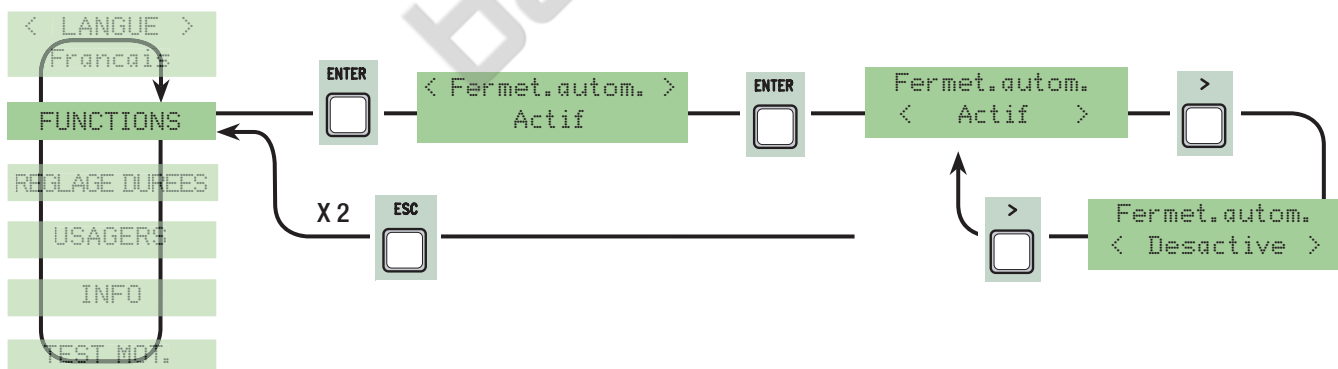 < LANGUE >
Francais
FUNCTIONS
REGLAGE DUREES
USAGERS
INFO
TEST MOT.
ENTER
< Fermet.autom. >
Actif
ENTER
Fermet.autom.
< Actif >
>
Fermet.autom.
< Desactive >
>
X 2
ESC